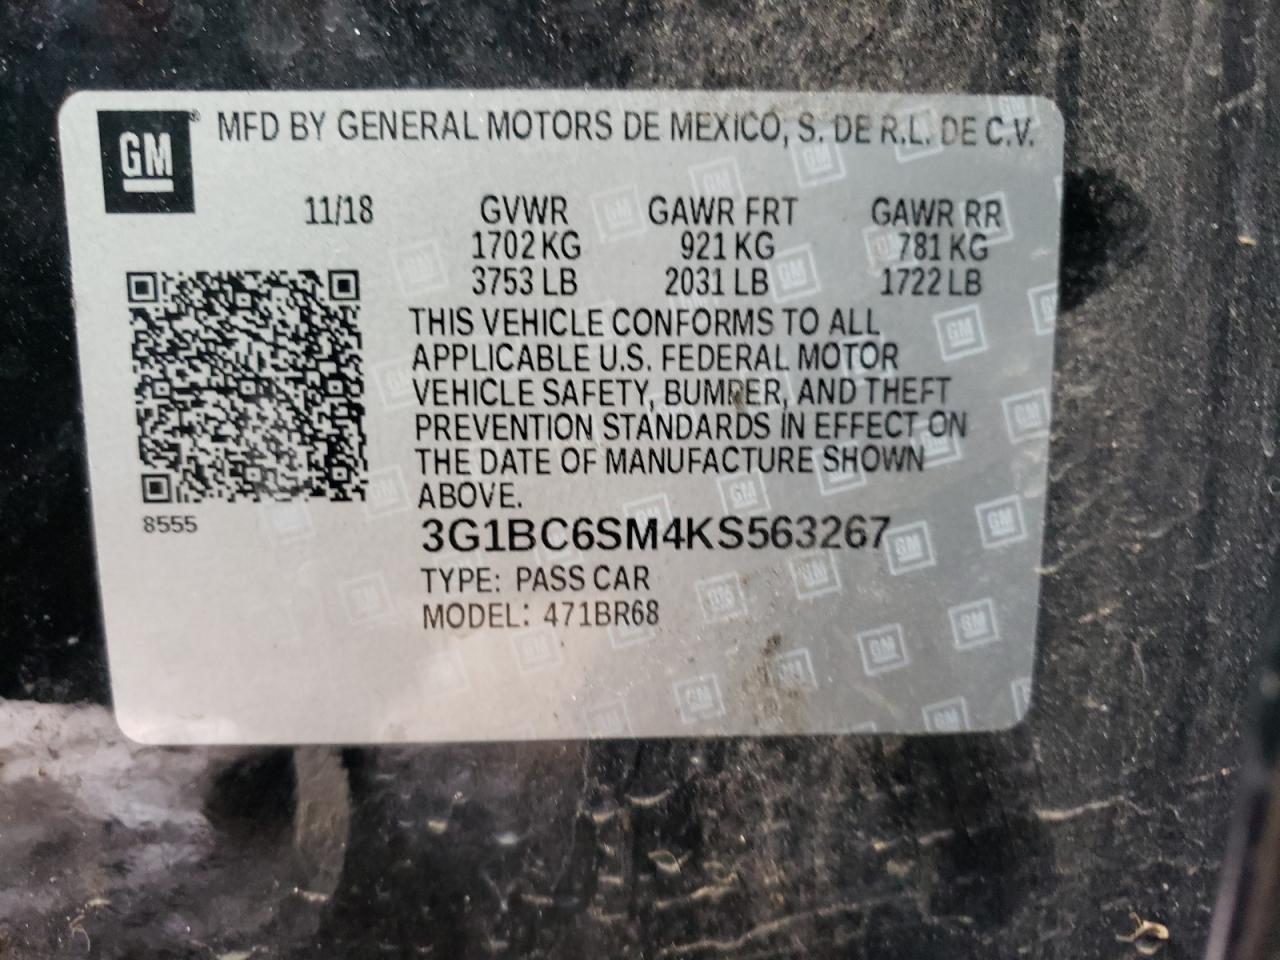 GM® MFD BY GENERAL MOTORS DE MEXICO, S. DE R.L. DE C.V.
11/18 GVWR GAWR FRT GAWR RR
1702 KG 921 KG 781 KG
3753 LB 2031 LB 1722 LB
THIS VEHICLE CONFORMS TO ALL
APPLICABLE U.S. FEDERAL MOTOR
VEHICLE SAFETY, BUMPER, AND THEFT
PREVENTION STANDARDS IN EFFECT ON
THE DATE OF MANUFACTURE SHOWN
ABOVE.
8555
3G1BC6SM4KS563267
TYPE: PASS CAR
MODEL: 471BR68